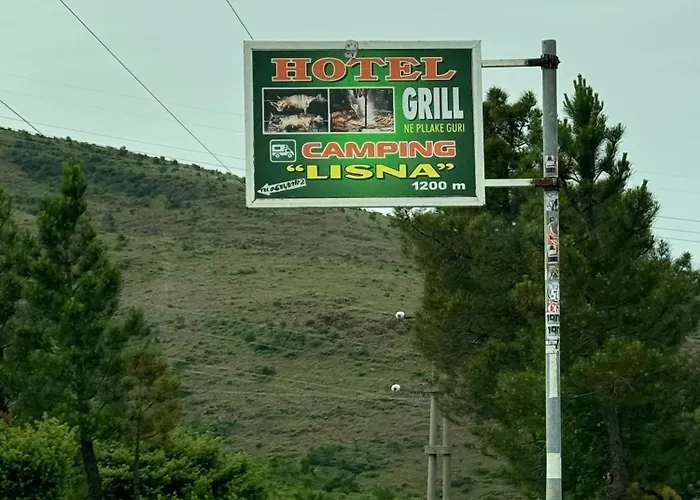 HOTEL
GRILL
NE PLLAKE GURI
CAMPING
"LISNA"
1200 m